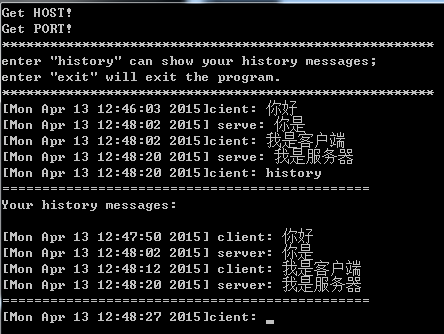 Get HOST!
Get PORT!
******************************************************
enter "history" can show your history messages;
enter "exit" will exit the program.
******************************************************
[Mon Apr 13 12:46:03 2015]cient: 你好
[Mon Apr 13 12:48:02 2015] serve: 你是
[Mon Apr 13 12:48:02 2015]cient: 我是客户端
[Mon Apr 13 12:48:20 2015] serve: 我是服务器
[Mon Apr 13 12:48:20 2015]cient: history
==============================================
Your history messages:
[Mon Apr 13 12:47:50 2015] client: 你好
[Mon Apr 13 12:48:02 2015] server: 你是
[Mon Apr 13 12:48:12 2015] client: 我是客户端
[Mon Apr 13 12:48:20 2015] server: 我是服务器
==============================================
[Mon Apr 13 12:48:27 2015]cient: _